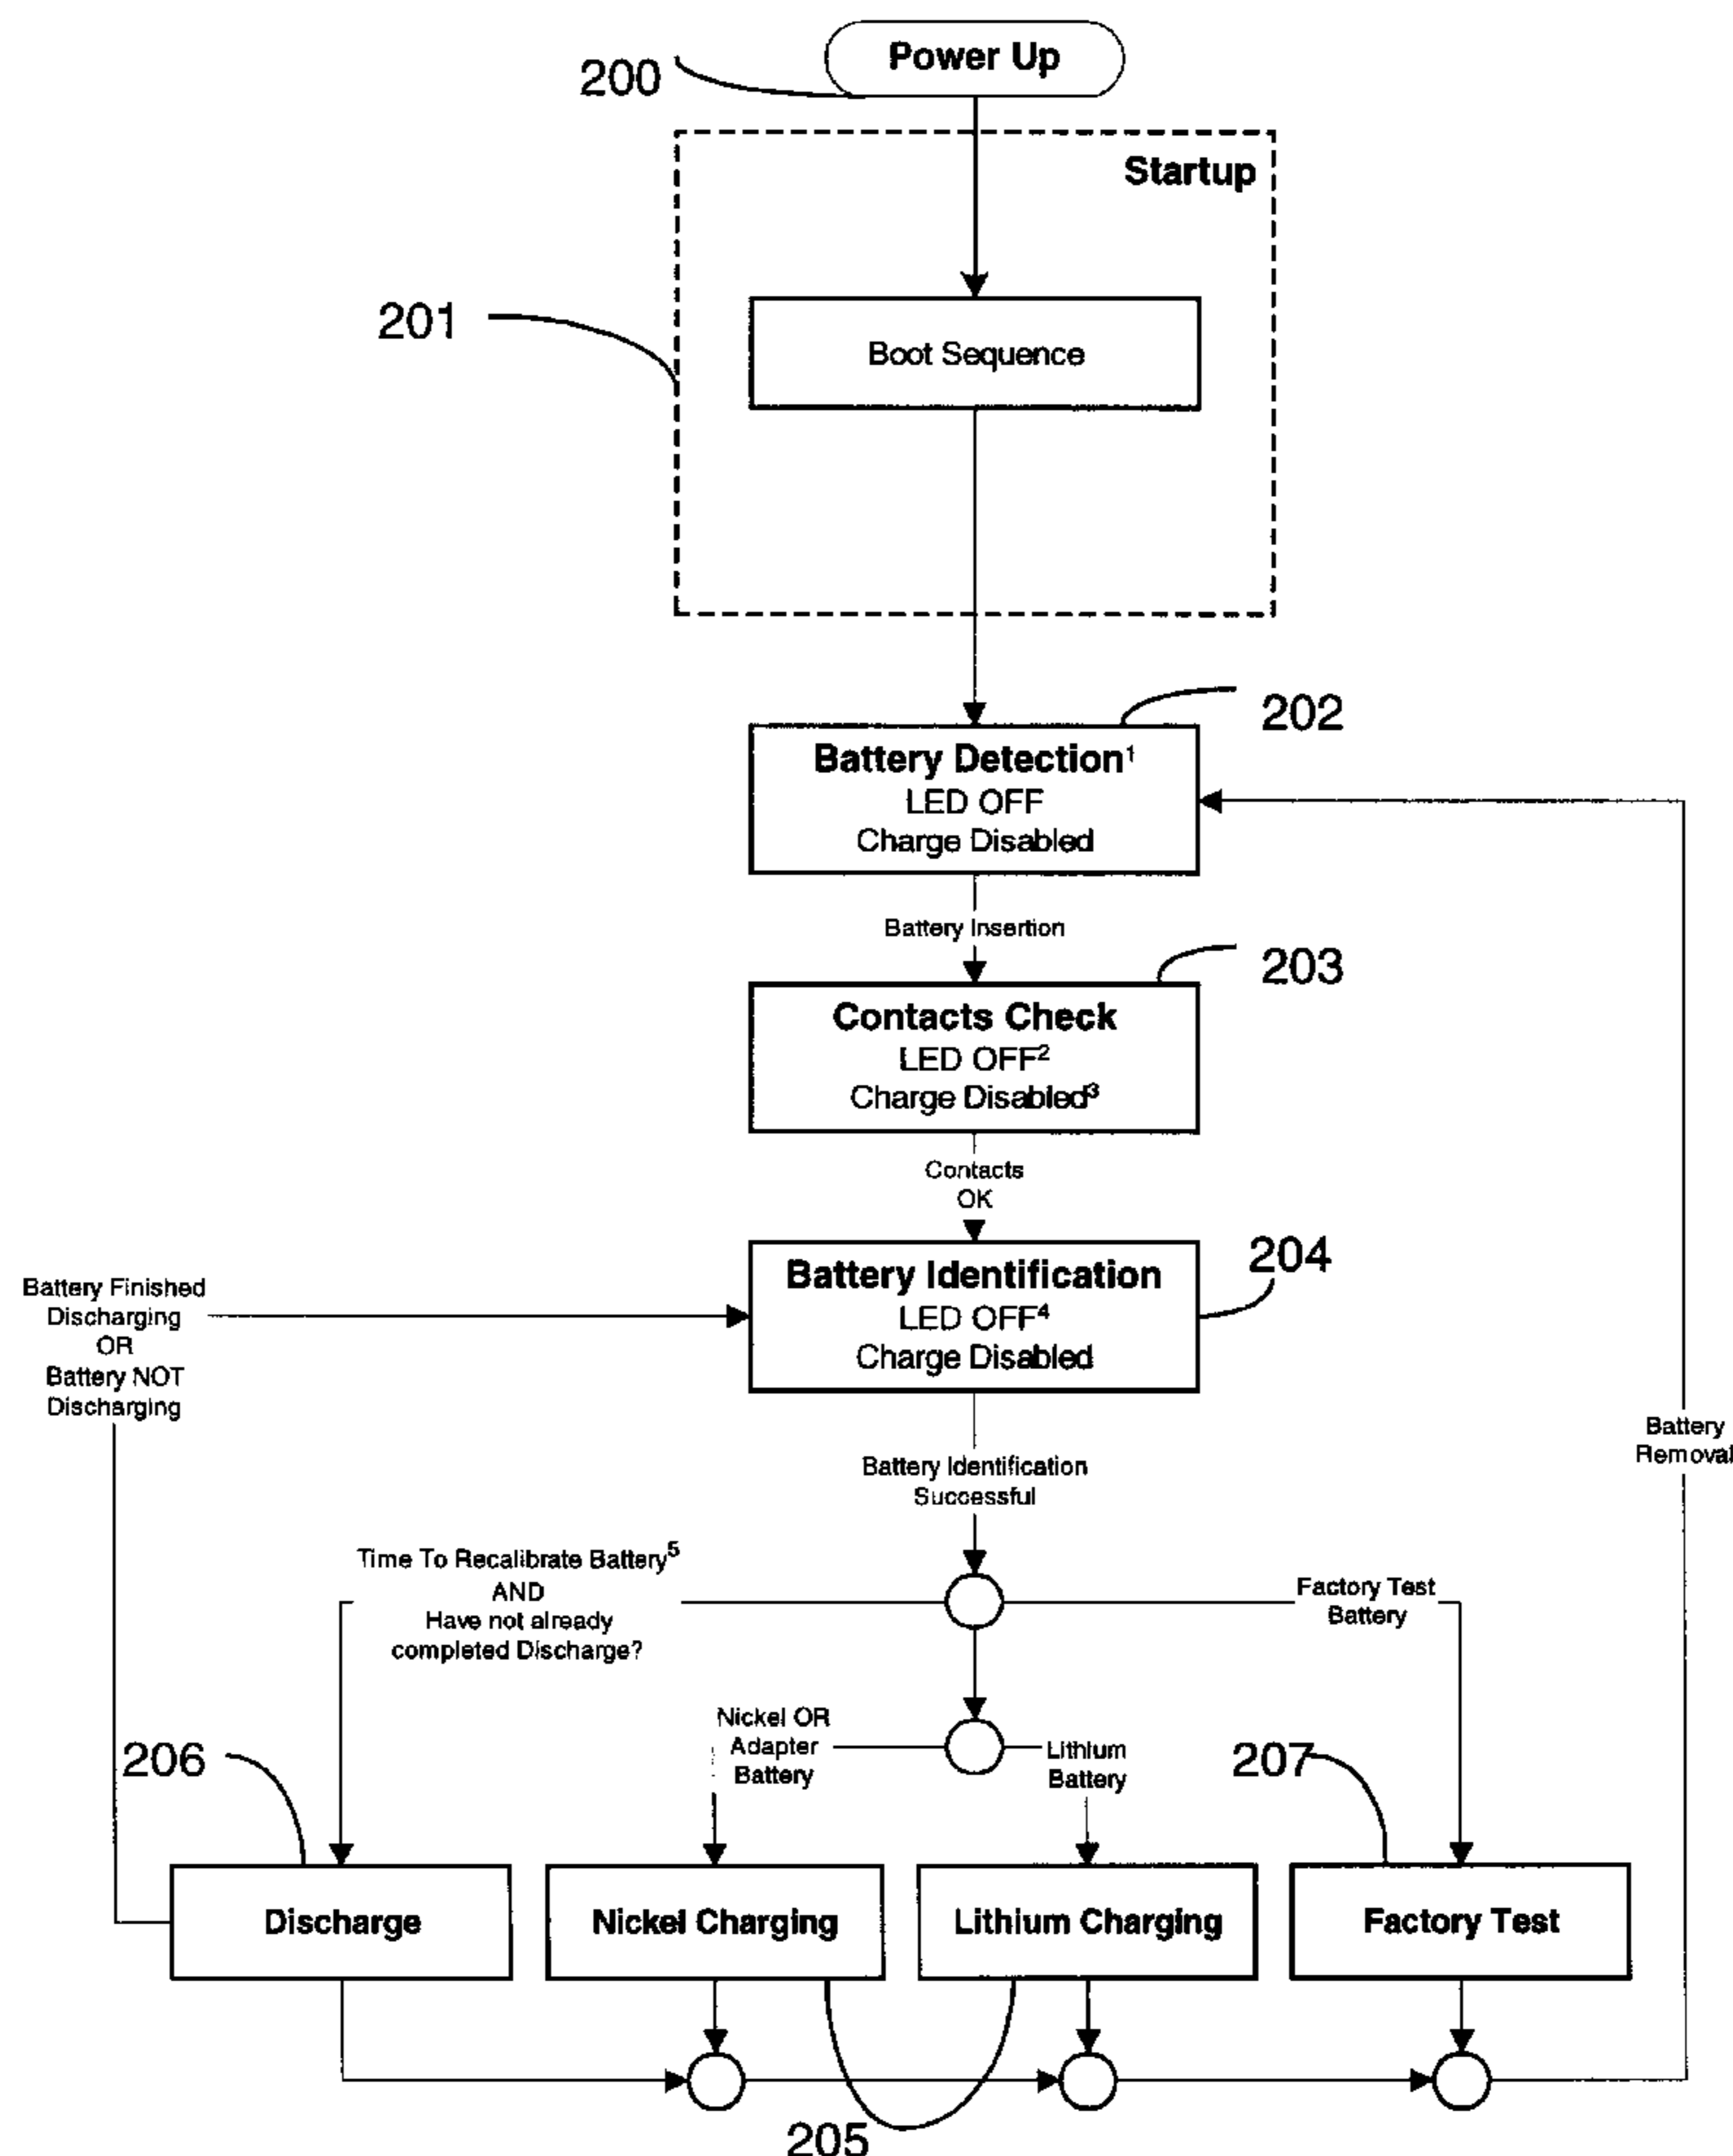 Power Up
200
Startup
201
Boot Sequence
202
Battery Detection¹
LED OFF
Charge Disabled
Battery Insertion
203
Contacts Check
LED OFF²
Charge Disabled³
Contacts
OK
204
Battery Identification
LED OFF⁴
Charge Disabled
Battery Finished
Discharging
OR
Battery NOT
Discharging
Battery
Removal
Battery Identification
Successful
Time To Recalibrate Battery⁵
AND
Have not already
completed Discharge?
Factory Test
Battery
Nickel OR
Adapter
Battery
Lithium
Battery
206
207
Discharge
Nickel Charging
Lithium Charging
Factory Test
205